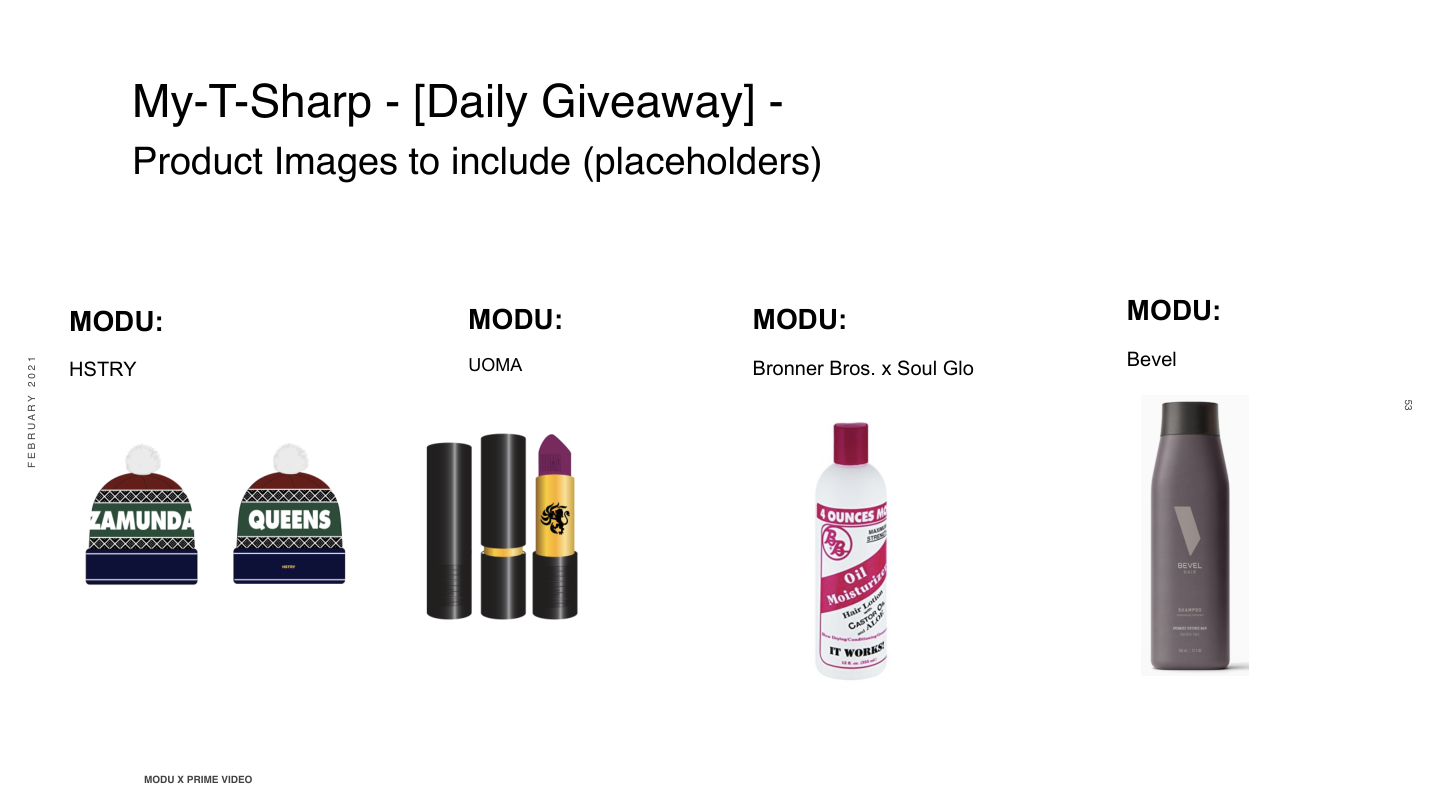 My-T-Sharp - [Daily Giveaway] -
Product Images to include (placeholders)
MODU:
HSTRY
MODU:
UOMA
MODU:
Bronner Bros. x Soul Glo
MODU:
Bevel
FEBRUARY 2021
53
ZAMUNDA
QUEENS
HSTRY
4 OUNCES MO
BB
MAXIMUM
STRENGTH
Oil
Moisturizer
Hair Lotion
with
CASTOR OI
and ALOE
IT WORKS!
BEVEL
HAIR
SHAMPOO
MODU X PRIME VIDEO